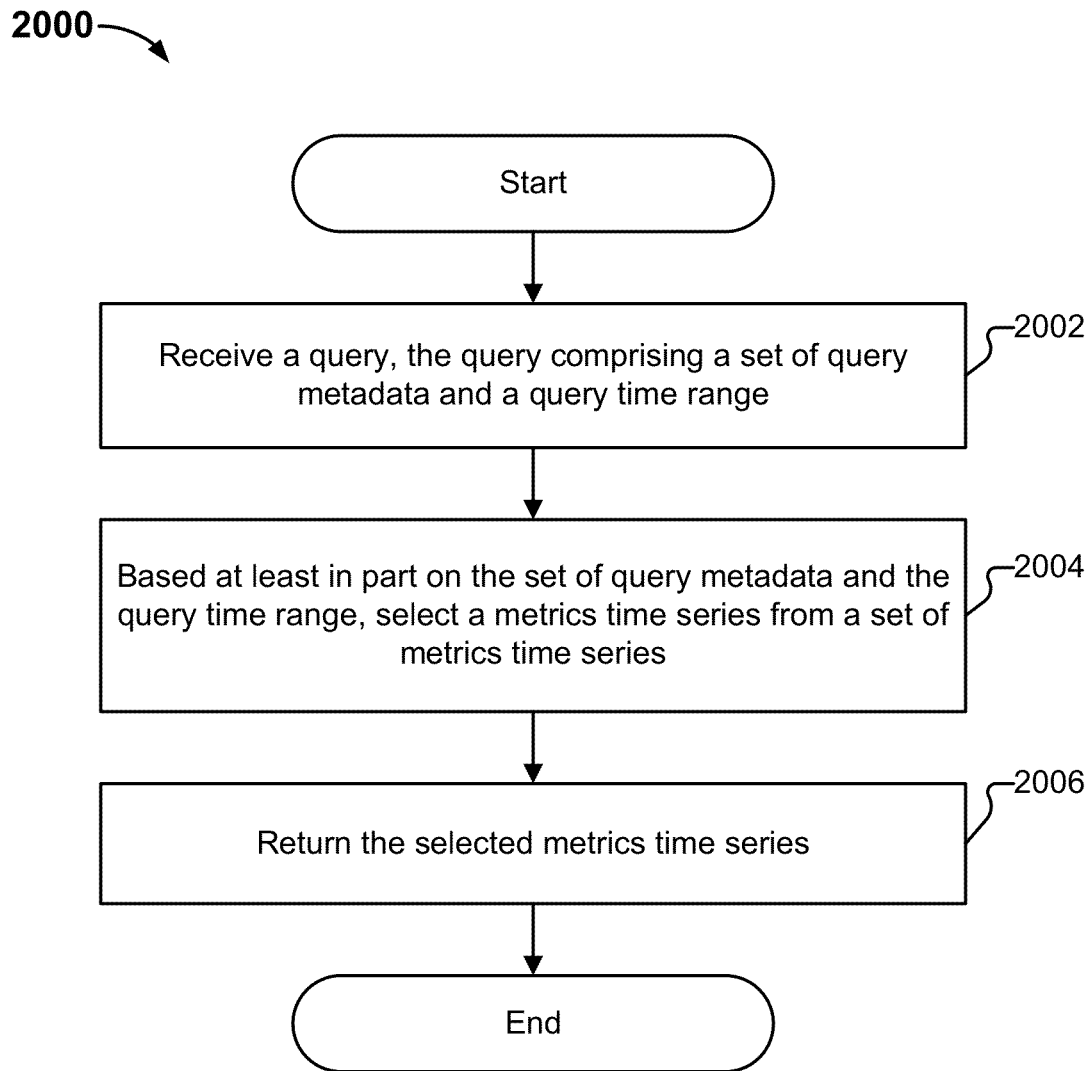 2000
Start
2002
Receive a query, the query comprising a set of query
metadata and a query time range
2004
Based at least in part on the set of query metadata and the
query time range, select a metrics time series from a set of
metrics time series
2006
Return the selected metrics time series
End